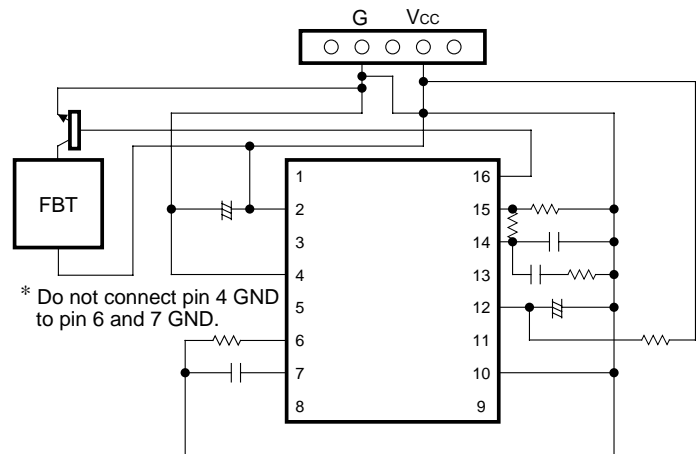 G Vcc
FBT
* Do not connect pin 4 GND
to pin 6 and 7 GND.
1 16
2 15
3 14
4 13
5 12
6 11
7 10
8 9